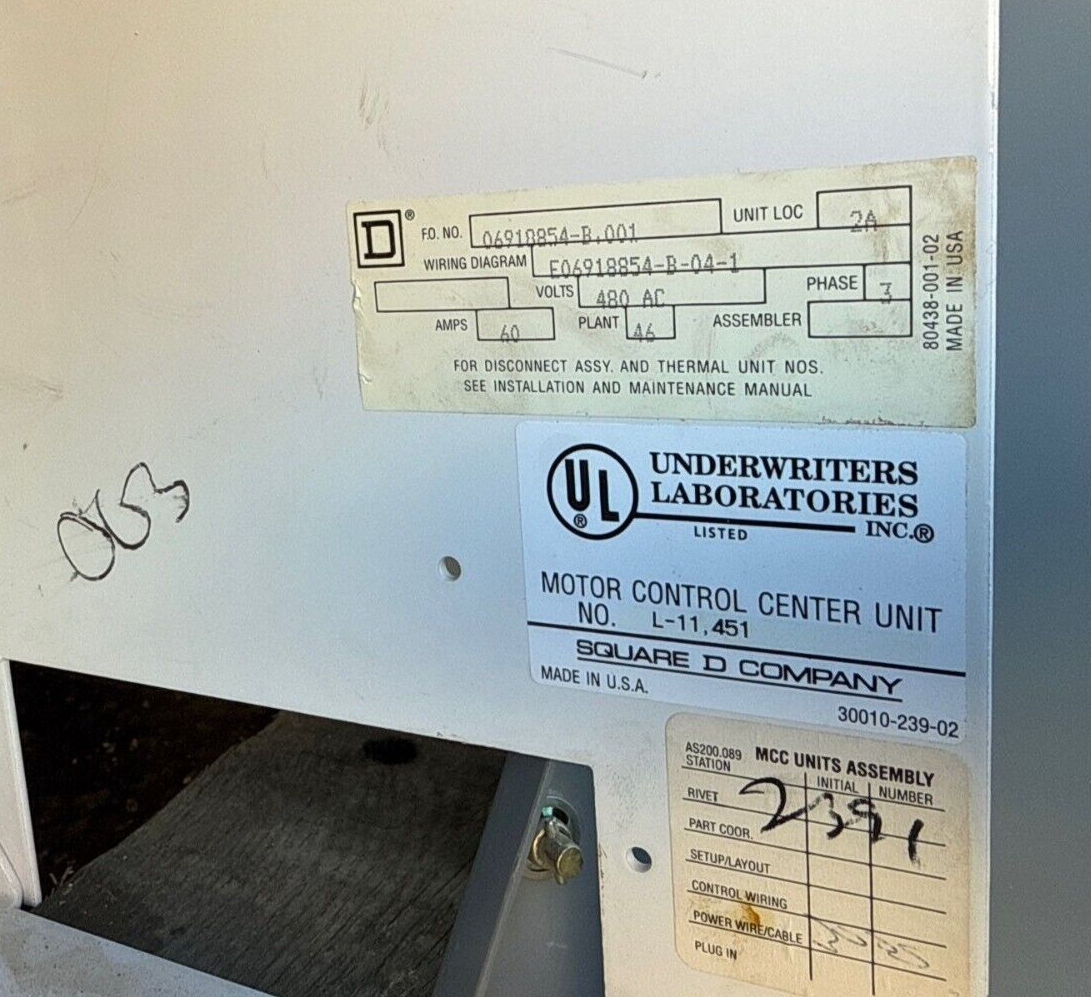 D®
F.O. NO. 06918854-B.001 UNIT LOC 2A
WIRING DIAGRAM E06918854-B-04-1
VOLTS 480 AC PHASE 3
AMPS 60 PLANT 46 ASSEMBLER
FOR DISCONNECT ASSY. AND THERMAL UNIT NOS.
SEE INSTALLATION AND MAINTENANCE MANUAL
80438-001-02
MADE IN USA
UL®
UNDERWRITERS
LABORATORIES
INC.®
LISTED
MOTOR CONTROL CENTER UNIT
NO. L-11,451
SQUARE D COMPANY
MADE IN U.S.A.
30010-239-02
AS200.089 MCC UNITS ASSEMBLY
STATION INITIAL NUMBER
RIVET
2391
PART COOR.
SETUP/LAYOUT
CONTROL WIRING
POWER WIRE/CABLE
PLUG IN